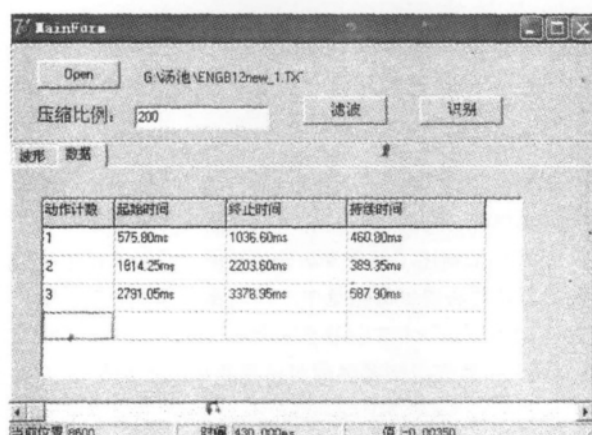 MainForm
Open G:\汤池\ENGB12new_1.TX
压缩比例： 200 滤波 识别
波形 数据
动作计数 起始时间 终止时间 持续时间
1 575.80ms 1036.60ms 460.80ms
2 1814.25ms 2203.60ms 389.35ms
3 2791.05ms 3378.95ms 587.90ms
当前位置 8600 时间 430.000ms 值 -0.00350